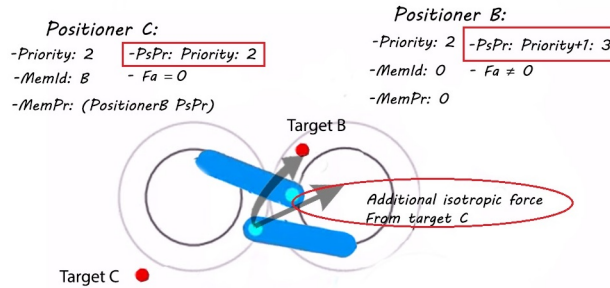 Positioner C:
-Priority: 2
-PsPr: Priority: 2
-MemId: B
- Fa = 0
-MemPr: (PositionerB PsPr)
Positioner B:
-Priority: 2
-PsPr: Priority+1: 3
-MemId: 0
- Fa ≠ 0
-MemPr: 0
Target B
Additional isotropic force
From target C
Target C